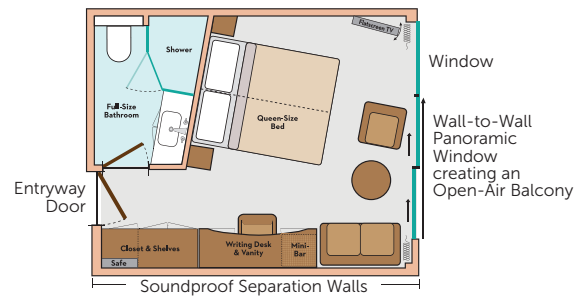 Flatscreen TV
Shower
Window
Full-Size
Bathroom
Queen-Size
Bed
Wall-to-Wall
Panoramic
Window
creating an
Open-Air Balcony
Entryway
Door
Closet & Shelves
Writing Desk
& Vanity
Mini-
Bar
Safe
Soundproof Separation Walls